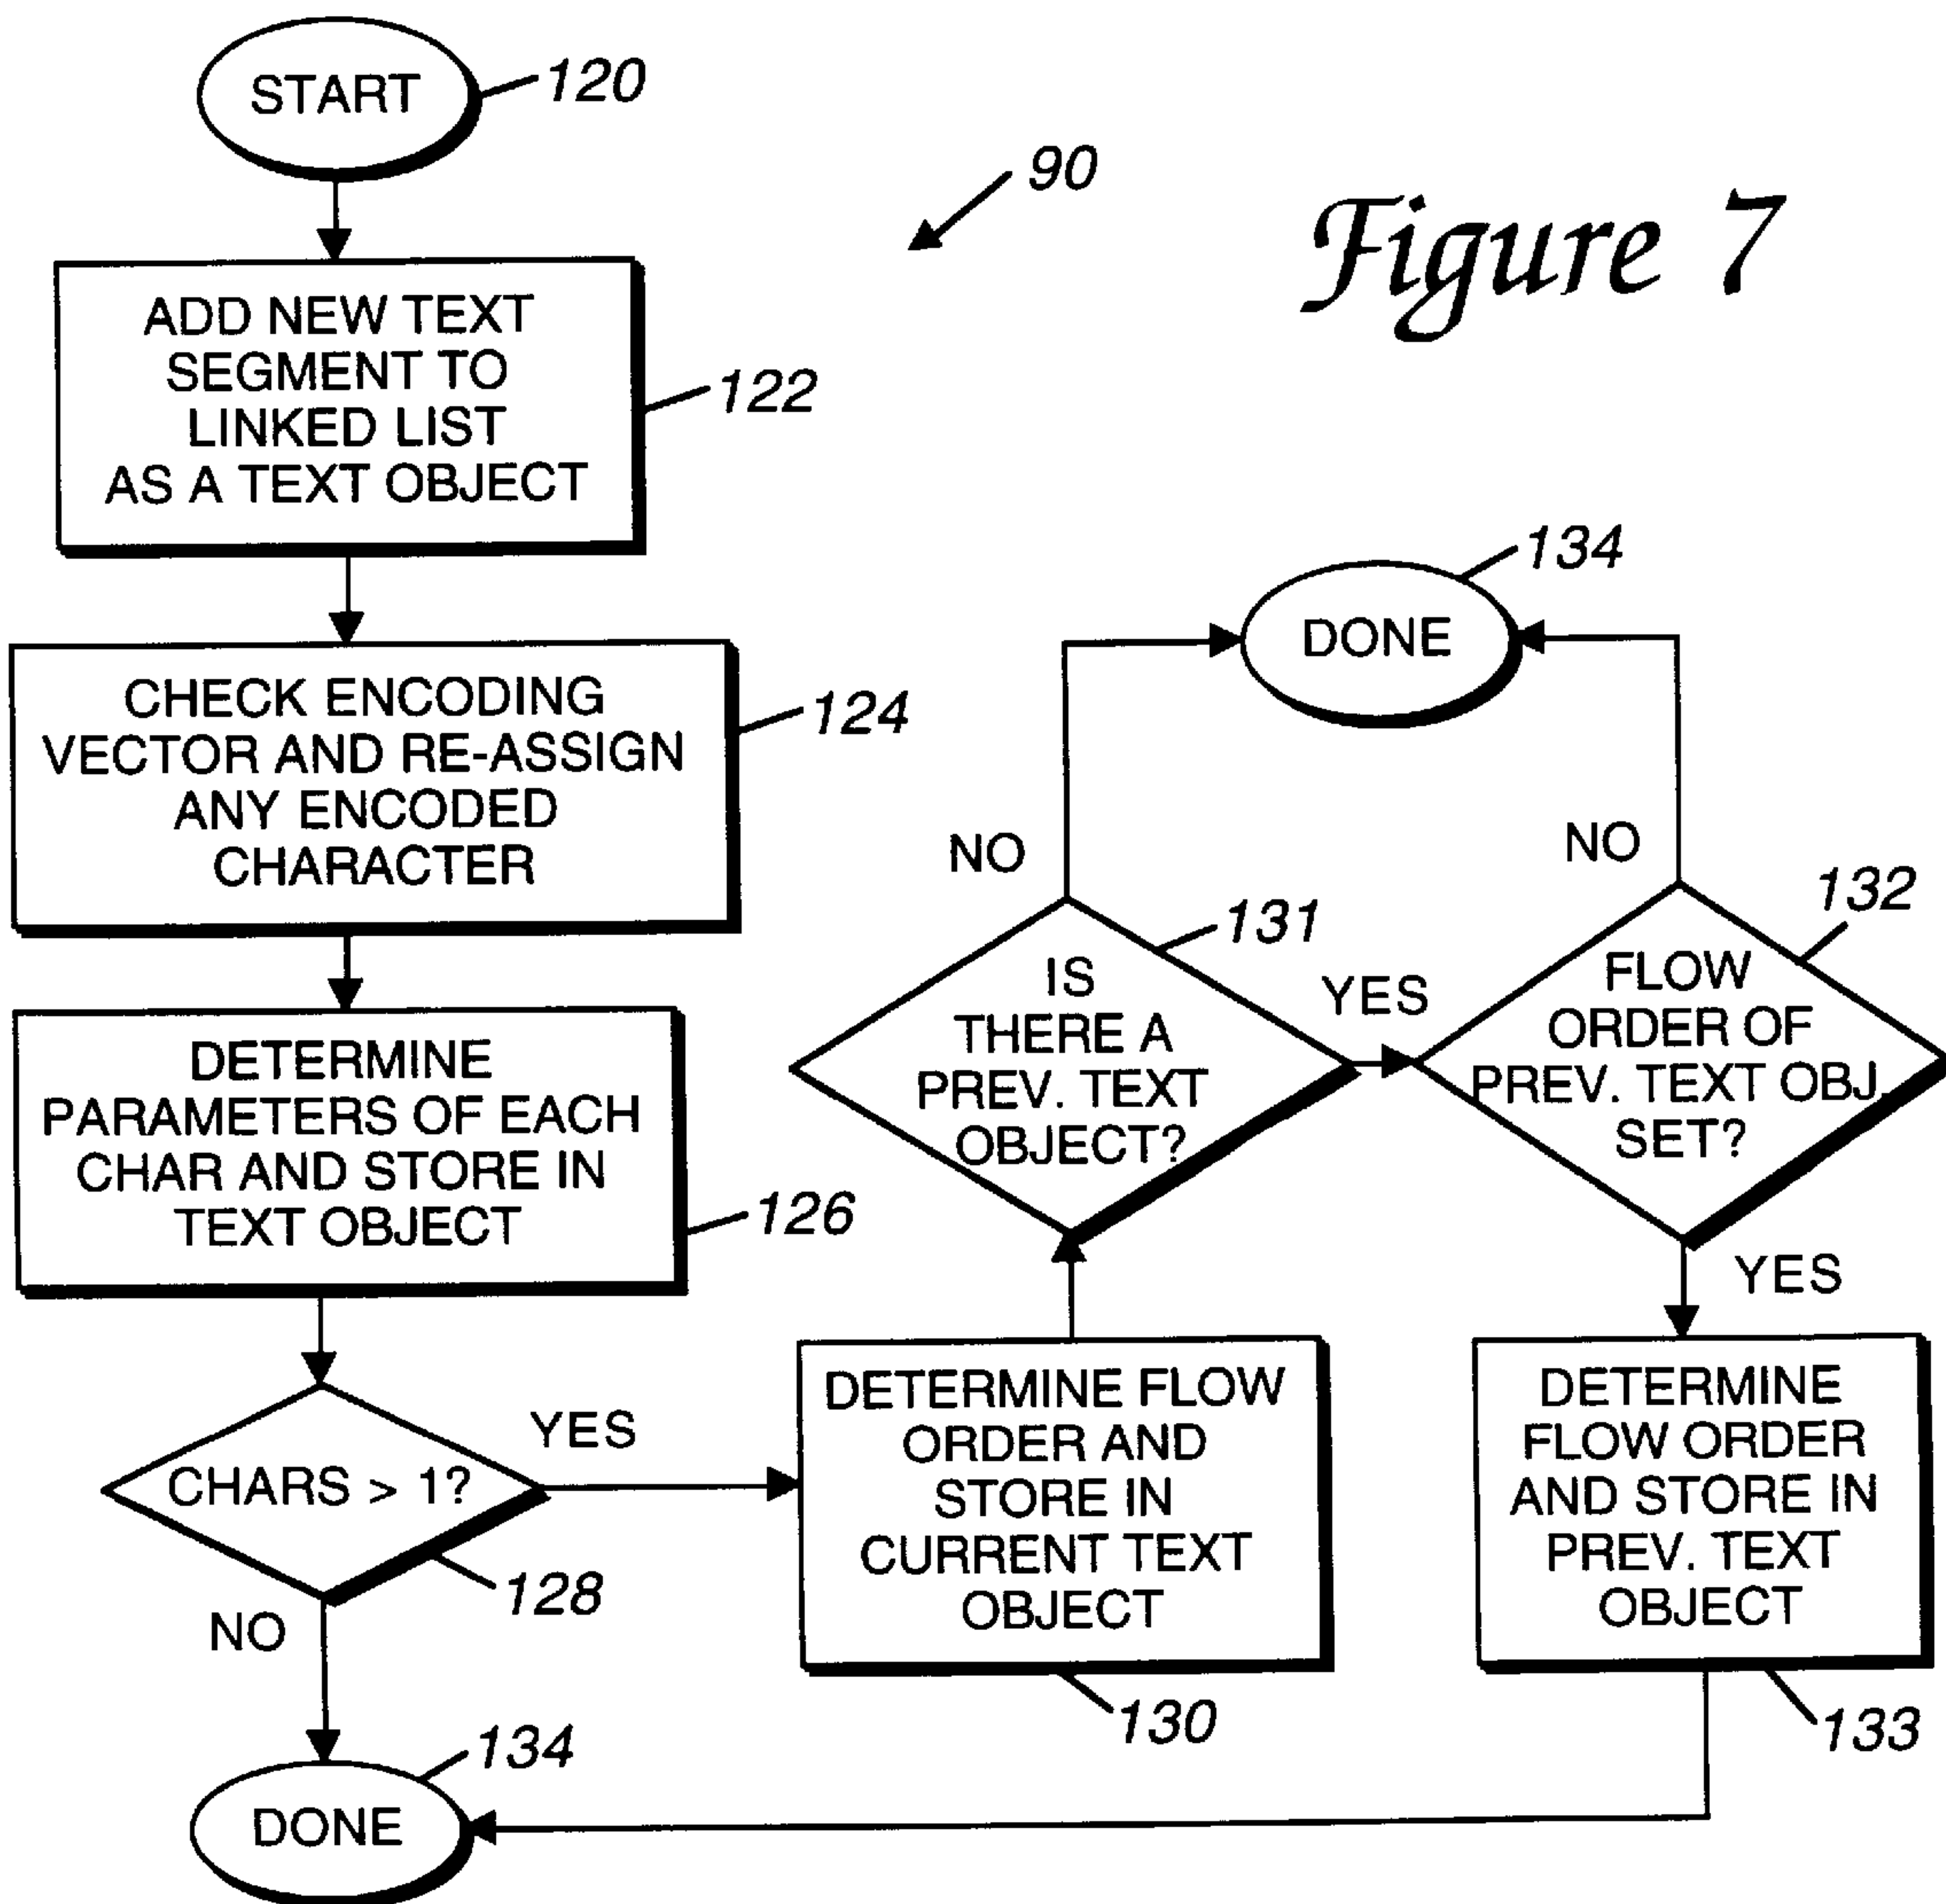 START
120
90
Figure 7
ADD NEW TEXT
SEGMENT TO
LINKED LIST
AS A TEXT OBJECT
122
CHECK ENCODING
VECTOR AND RE-ASSIGN
ANY ENCODED
CHARACTER
124
DETERMINE
PARAMETERS OF EACH
CHAR AND STORE IN
TEXT OBJECT
126
CHARS > 1?
128
YES
NO
DONE
134
DETERMINE FLOW
ORDER AND
STORE IN
CURRENT TEXT
OBJECT
130
IS
THERE A
PREV. TEXT
OBJECT?
131
NO
YES
DONE
134
FLOW
ORDER OF
PREV. TEXT OBJ.
SET?
132
NO
YES
DETERMINE
FLOW ORDER
AND STORE IN
PREV. TEXT
OBJECT
133